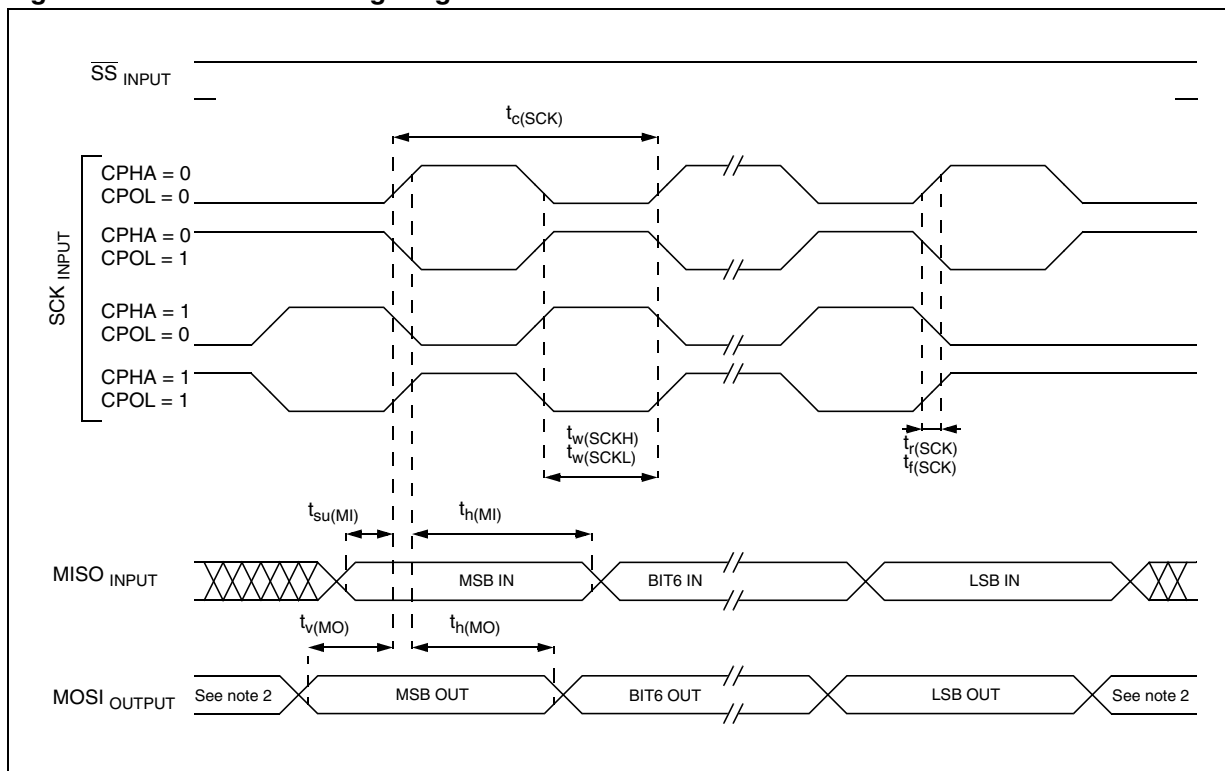 SS INPUT
tc(SCK)
SCK INPUT
CPHA = 0
CPOL = 0
CPHA = 0
CPOL = 1
CPHA = 1
CPOL = 0
CPHA = 1
CPOL = 1
tw(SCKH)
tw(SCKL)
tr(SCK)
tf(SCK)
tsu(MI)
th(MI)
MISO INPUT
MSB IN
BIT6 IN
LSB IN
tv(MO)
th(MO)
MOSI OUTPUT
See note 2
MSB OUT
BIT6 OUT
LSB OUT
See note 2